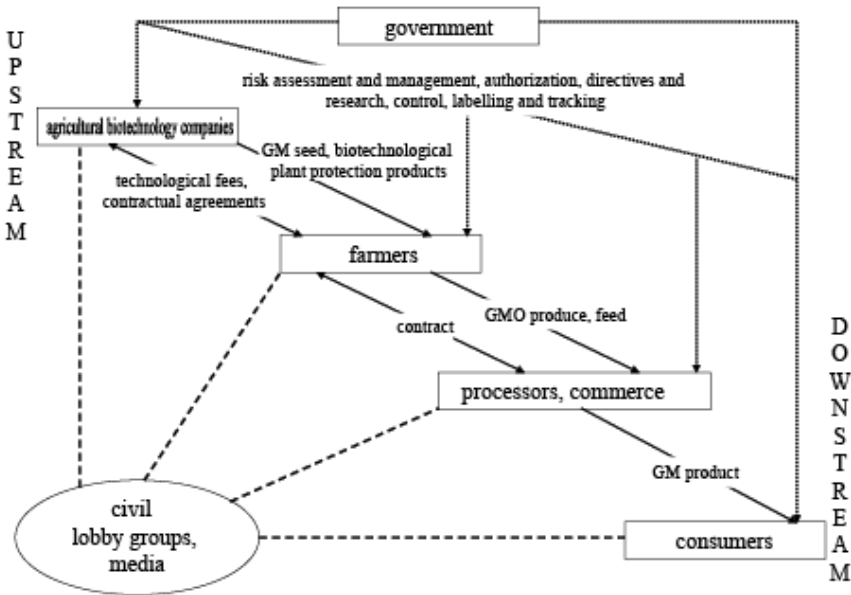 government
UPSTREAM
risk assessment and management, authorization, directives and
research, control, labelling and tracking
agricultural biotechnology companies
GM seed, biotechnological
plant protection products
technological fees,
contractual agreements
farmers
GMO produce, feed
contract
DOWNSTREAM
processors, commerce
GM product
civil
lobby groups,
media
consumers